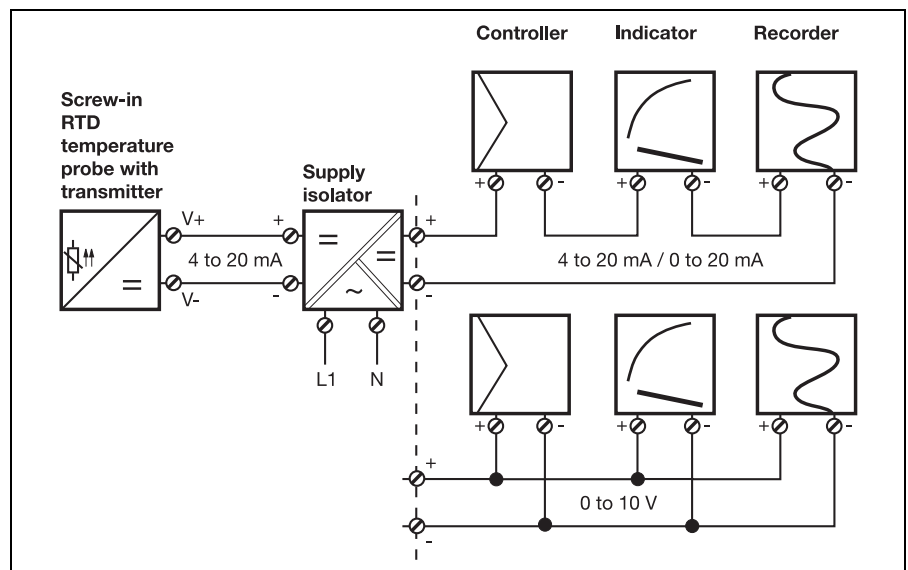 Controller
Indicator
Recorder
Screw-in
RTD
temperature
probe with
transmitter
Supply
isolator
+ -
+ -
+ -
V+
+
+
=
=
=
4 to 20 mA
4 to 20 mA / 0 to 20 mA
V-
-
~
-
L1
N
+ -
+ -
+ -
+
0 to 10 V
-